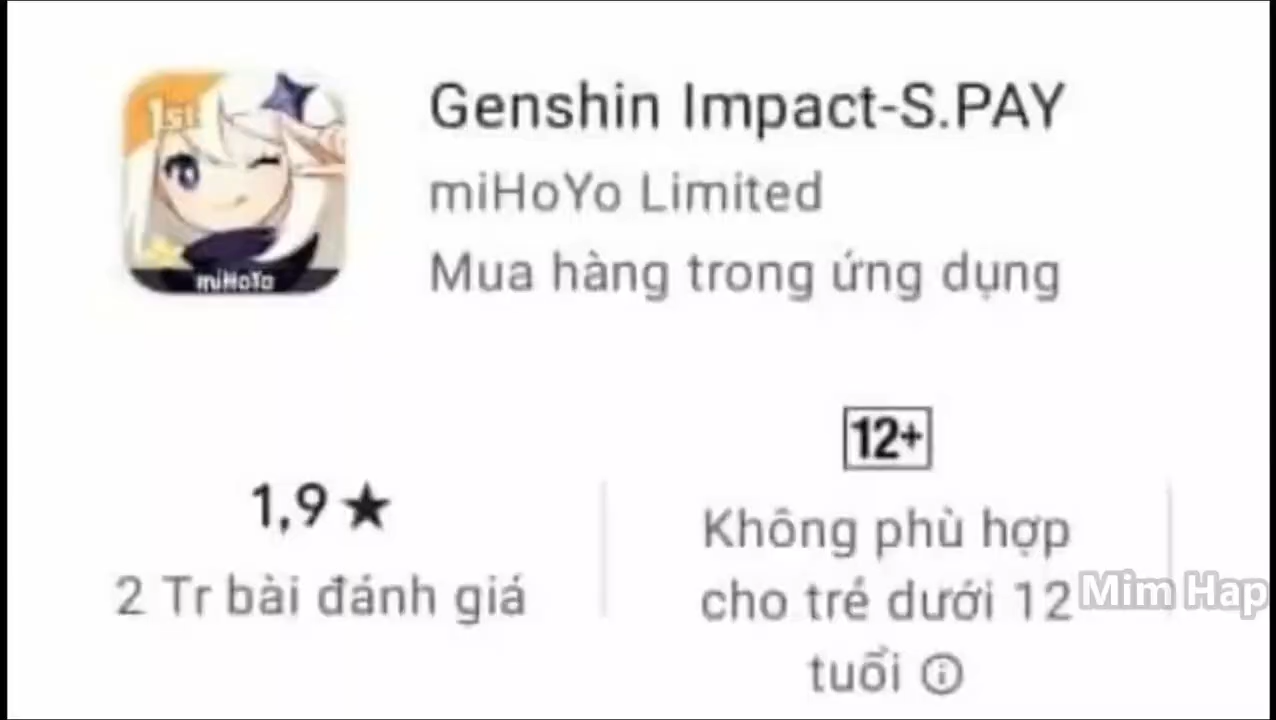 1st
miHoYo
Genshin Impact-S.PAY
miHoYo Limited
Mua hàng trong ứng dụng
1,9 ★
2 Tr bài đánh giá
12+
Không phù hợp
cho trẻ dưới 12
tuổi ⓘ
Mim Hap